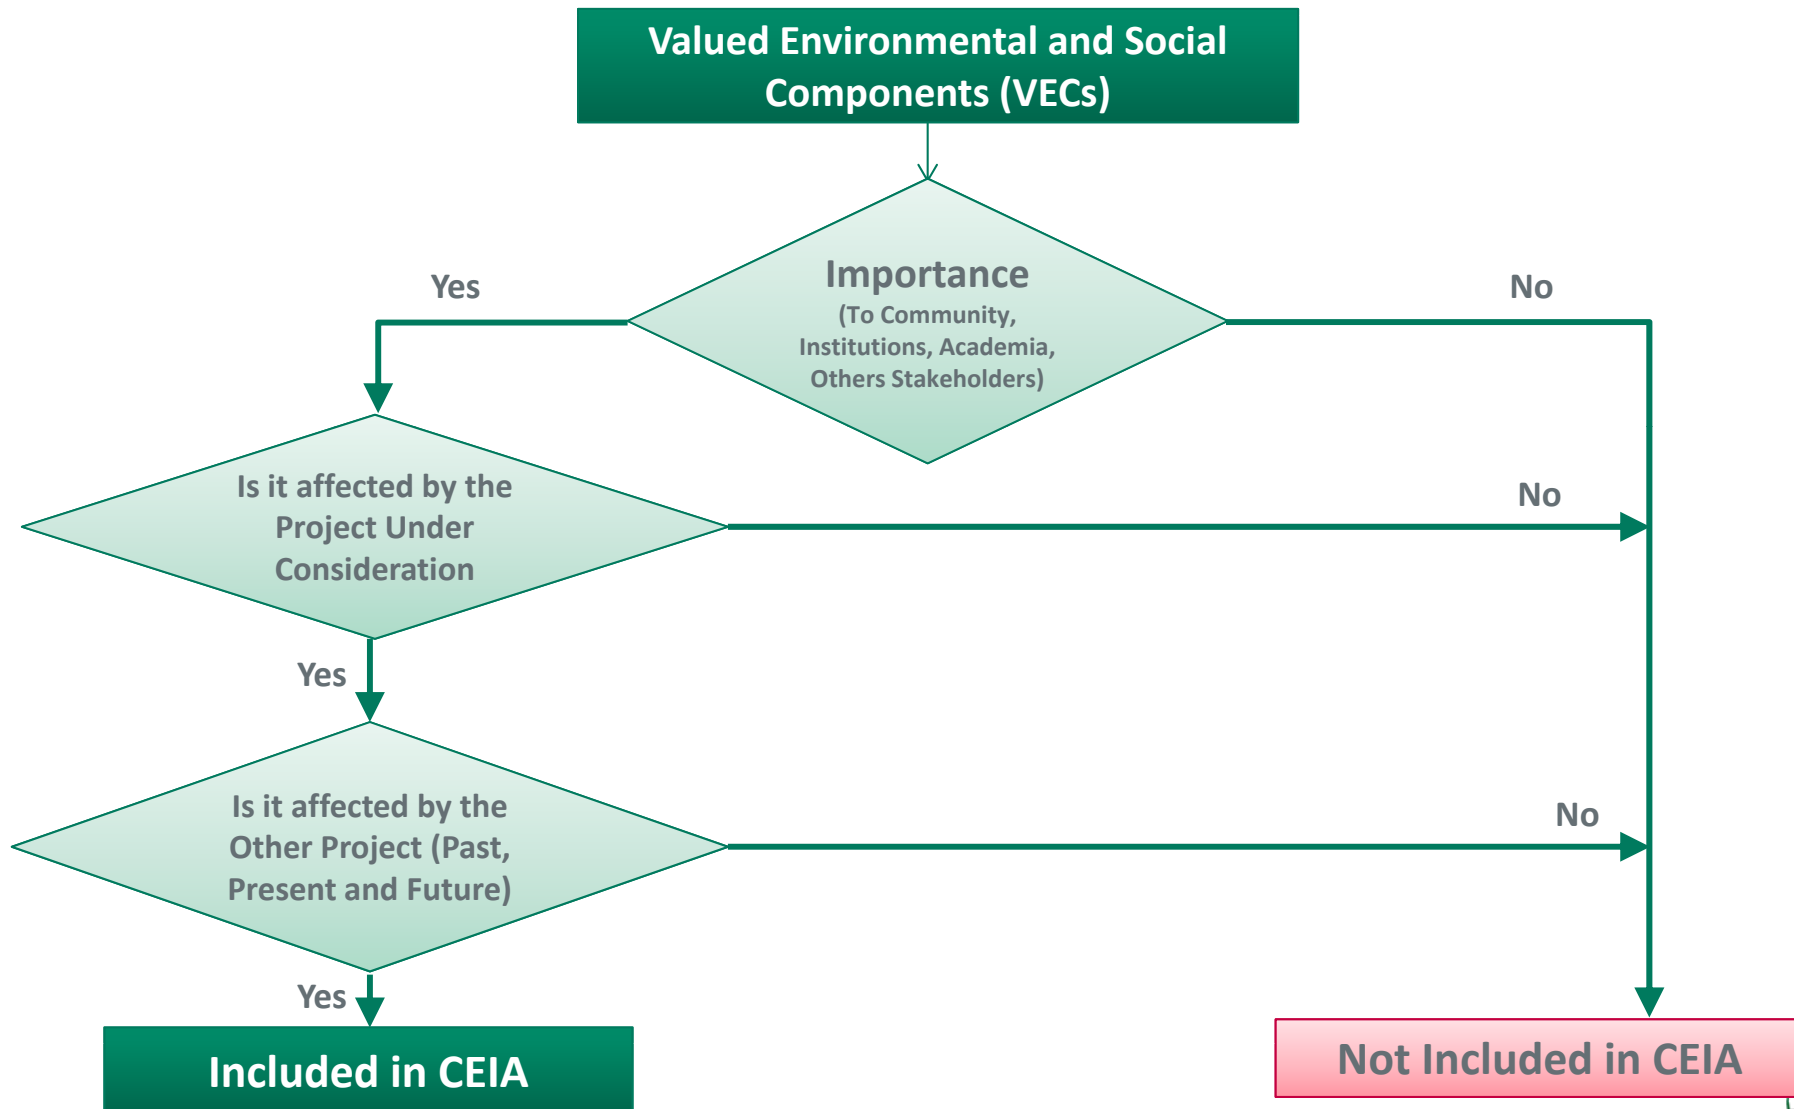 Valued Environmental and Social
Components (VECs)
Importance
(To Community,
Institutions, Academia,
Others Stakeholders)
Yes
No
Is it affected by the
Project Under
Consideration
No
Yes
Is it affected by the
Other Project (Past,
Present and Future)
No
Yes
Included in CEIA
Not Included in CEIA